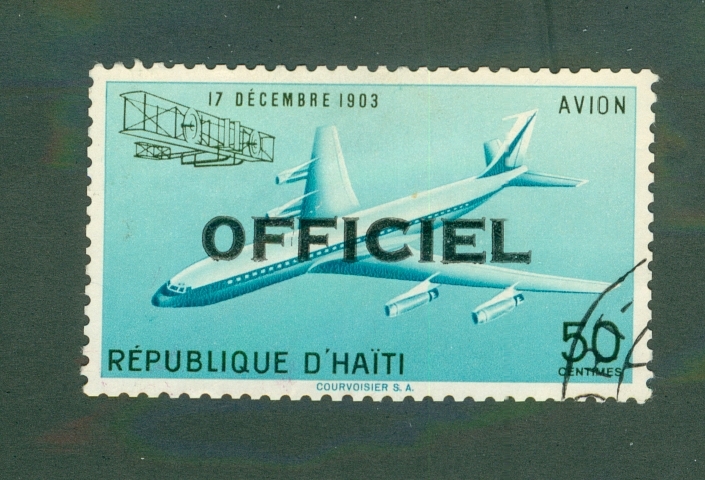 17 DÉCEMBRE 1903
AVION
OFFICIEL
50
CENTIMES
RÉPUBLIQUE D'HAÏTI
COURVOISIER S. A.